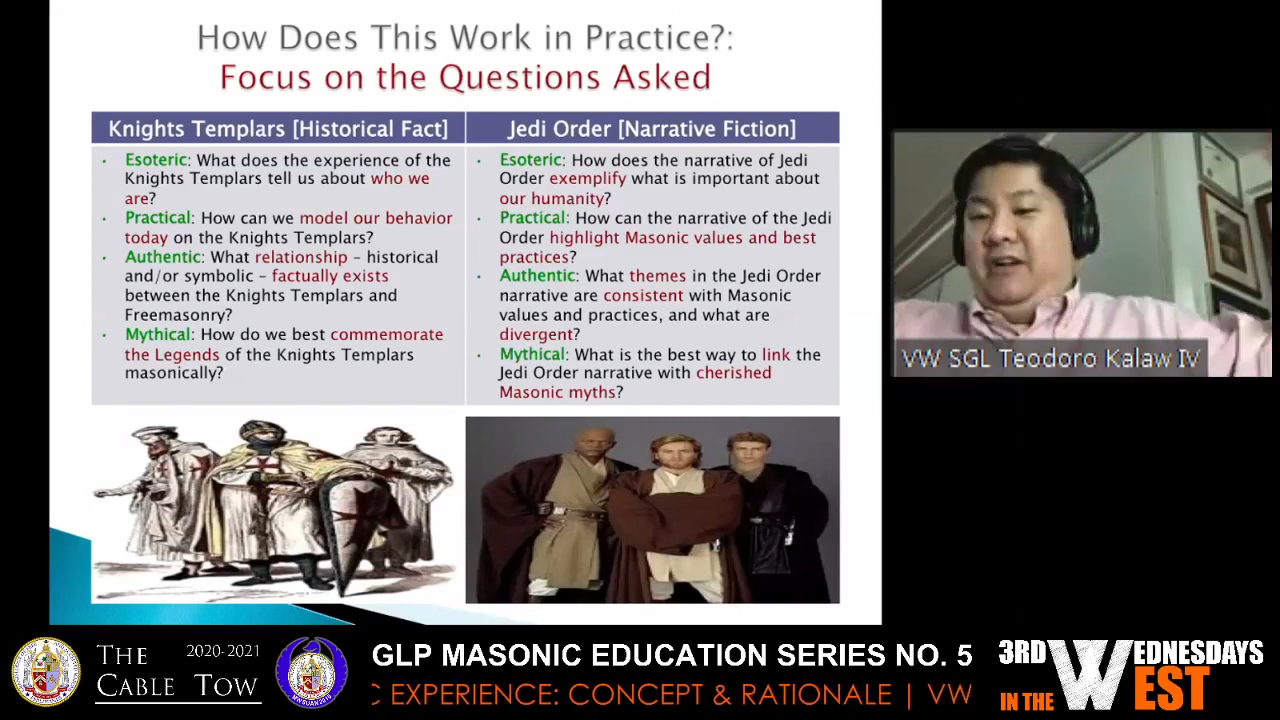 How Does This Work in Practice?:
Focus on the Questions Asked
Knights Templars [Historical Fact]
• Esoteric: What does the experience of the
Knights Templars tell us about who we
are?
• Practical: How can we model our behavior
today on the Knights Templars?
• Authentic: What relationship – historical
and/or symbolic – factually exists
between the Knights Templars and
Freemasonry?
• Mythical: How do we best commemorate
the Legends of the Knights Templars
masonically?
Jedi Order [Narrative Fiction]
• Esoteric: How does the narrative of Jedi
Order exemplify what is important about
our humanity?
• Practical: How can the narrative of the Jedi
Order highlight Masonic values and best
practices?
• Authentic: What themes in the Jedi Order
narrative are consistent with Masonic
values and practices, and what are
divergent?
• Mythical: What is the best way to link the
Jedi Order narrative with cherished
Masonic myths?
VW SGL Teodoro Kalaw IV
THE 2020-2021
CABLE TOW
GLP MASONIC EDUCATION SERIES NO. 5
C EXPERIENCE: CONCEPT & RATIONALE | VW
3RD WEDNESDAYS
IN THE WEST